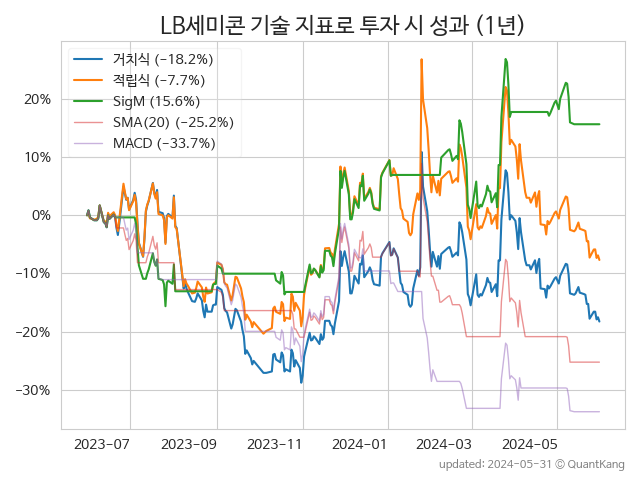 LB세미콘 기술 지표로 투자 시 성과 (1년)
거치식 (−18.2%)
적립식 (−7.7%)
SigM (15.6%)
SMA(20) (−25.2%)
MACD (−33.7%)
20%
10%
0%
−10%
−20%
−30%
2023-07
2023-09
2023-11
2024-01
2024-03
2024-05
updated: 2024-05-31 © QuantKang